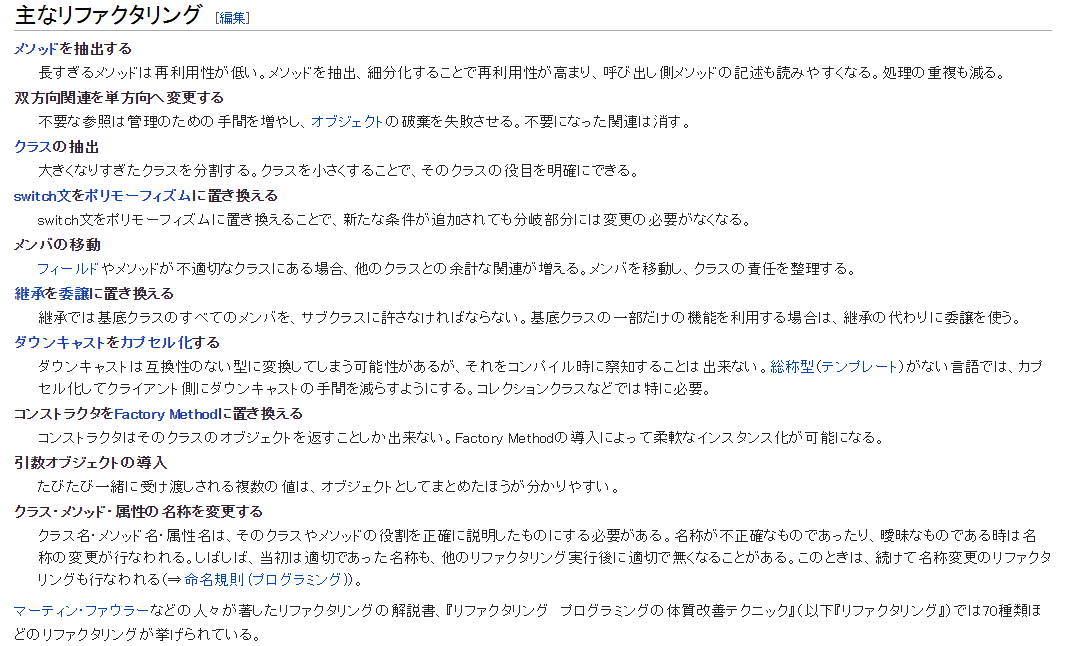 主なリファクタリング [編集]
メソッドを抽出する
長すぎるメソッドは再利用性が低い。メソッドを抽出、細分化することで再利用性が高まり、呼び出し側メソッドの記述も読みやすくなる。処理の重複も減る。
双方向関連を単方向へ変更する
不要な参照は管理のための手間を増やし、オブジェクトの破棄を失敗させる。不要になった関連は消す。
クラスの抽出
大きくなりすぎたクラスを分割する。クラスを小さくすることで、そのクラスの役目を明確にできる。
switch文をポリモーフィズムに置き換える
switch文をポリモーフィズムに置き換えることで、新たな条件が追加されても分岐部分には変更の必要がなくなる。
メンバの移動
フィールドやメソッドが不適切なクラスにある場合、他のクラスとの余計な関連が増える。メンバを移動し、クラスの責任を整理する。
継承を委譲に置き換える
継承では基底クラスのすべてのメンバを、サブクラスに許さなければならない。基底クラスの一部だけの機能を利用する場合は、継承の代わりに委譲を使う。
ダウンキャストをカプセル化する
ダウンキャストは互換性のない型に変換してしまう可能性があるが、それをコンパイル時に察知することは出来ない。総称型(テンプレート)がない言語では、カプ
セル化してクライアント側にダウンキャストの手間を減らすようにする。コレクションクラスなどでは特に必要。
コンストラクタをFactory Methodに置き換える
コンストラクタはそのクラスのオブジェクトを返すことしか出来ない。Factory Methodの導入によって柔軟なインスタンス化が可能になる。
引数オブジェクトの導入
たびたび一緒に受け渡しされる複数の値は、オブジェクトとしてまとめたほうが分かりやすい。
クラス・メソッド・属性の名称を変更する
クラス名・メソッド名・属性名は、そのクラスやメソッドの役割を正確に説明したものにする必要がある。名称が不正確なものであったり、曖昧なものである時は名
称の変更が行なわれる。しばしば、当初は適切であった名称も、他のリファクタリング実行後に適切で無くなることがある。このときは、続けて名称変更のリファクタ
リングも行なわれる(⇒命名規則(プログラミング))。
マーティン・ファウラーなどの人々が著したリファクタリングの解説書、『リファクタリング　プログラミングの体質改善テクニック』(以下『リファクタリング』)では70種類ほ
どのリファクタリングが挙げられている。